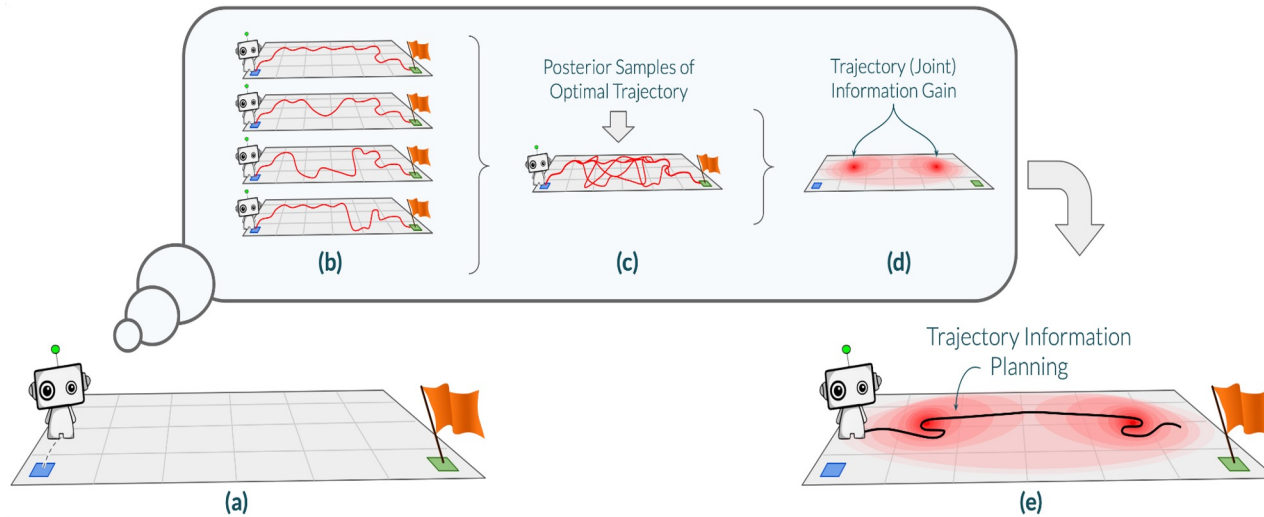 Posterior Samples of
Optimal Trajectory
Trajectory (Joint)
Information Gain
(b)
(c)
(d)
Trajectory Information
Planning
(a)
(e)